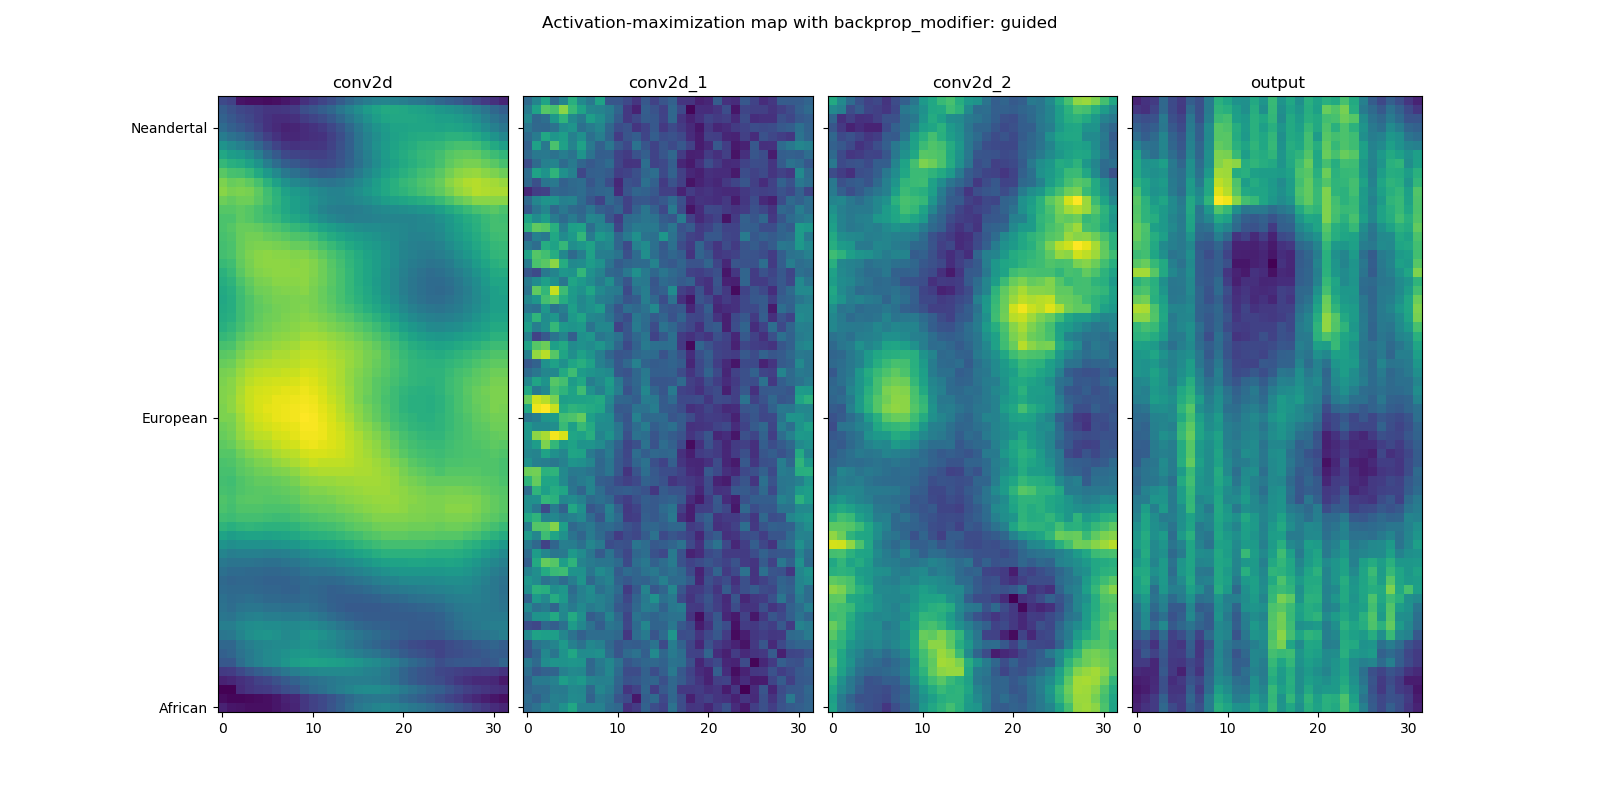 Activation-maximization map with backprop_modifier: guided
conv2d
conv2d_1
conv2d_2
output
Neandertal
European
African
0 10 20 30
0 10 20 30
0 10 20 30
0 10 20 30